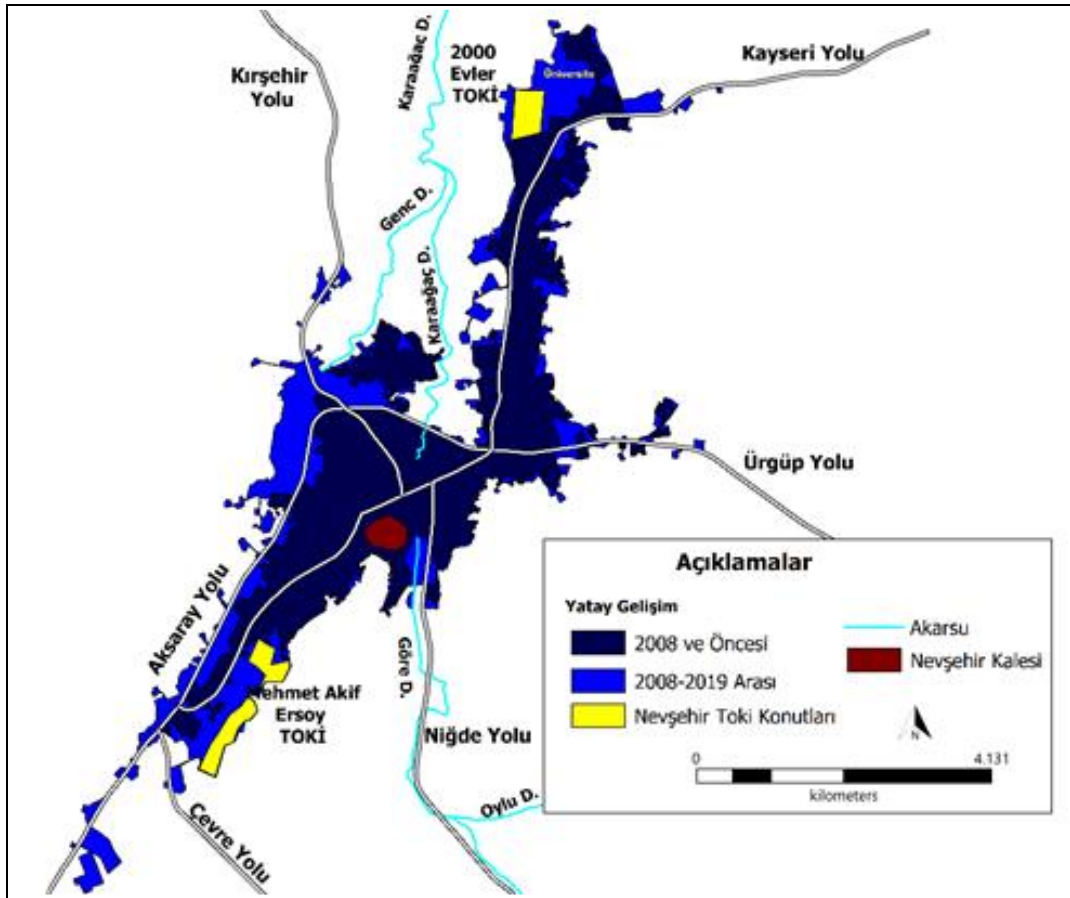 Karaağaç D.
2000
Evler
TOKİ
Üniversite
Kayseri Yolu
Kırşehir
Yolu
Genc D.
Karaağaç D.
Ürgüp Yolu
Aksaray Yolu
Mehmet Akif
Ersoy
TOKİ
Göre D.
Niğde Yolu
Oylu D.
Çevre Yolu
Açıklamalar
Yatay Gelişim
2008 ve Öncesi
2008-2019 Arası
Nevşehir Toki Konutları
Akarsu
Nevşehir Kalesi
N
0 4.131
kilometers